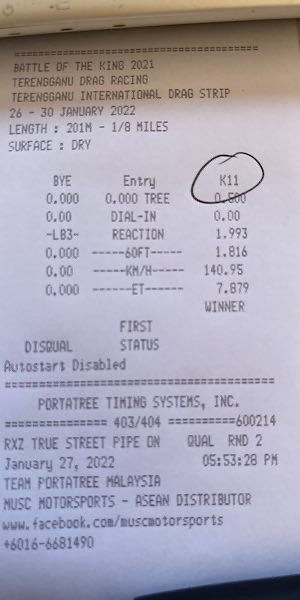 ========================================
BATTLE OF THE KING 2021
TERENGGANU DRAG RACING
TERENGGANU INTERNATIONAL DRAG STRIP
26 - 30 JANUARY 2022
LENGTH : 201M - 1/8 MILES
SURFACE : DRY
BYE Entry K11
0.000 0.000 TREE 0.500
0.00 DIAL-IN 0.00
-LB3- REACTION 1.993
0.000 -----60FT----- 1.816
0.00 -----KM/H----- 140.95
0.000 ------ET------ 7.879
WINNER
FIRST
DISQUAL STATUS
Autostart Disabled
========================================
PORTATREE TIMING SYSTEMS, INC.
=============== 403/404 ==========600214
RXZ TRUE STREET PIPE ON QUAL RND 2
January 27, 2022 05:53:28 PM
TEAM PORTATREE MALAYSIA
MUSC MOTORSPORTS - ASEAN DISTRIBUTOR
www.facebook.com/muscmotorsports
+6016-6681490